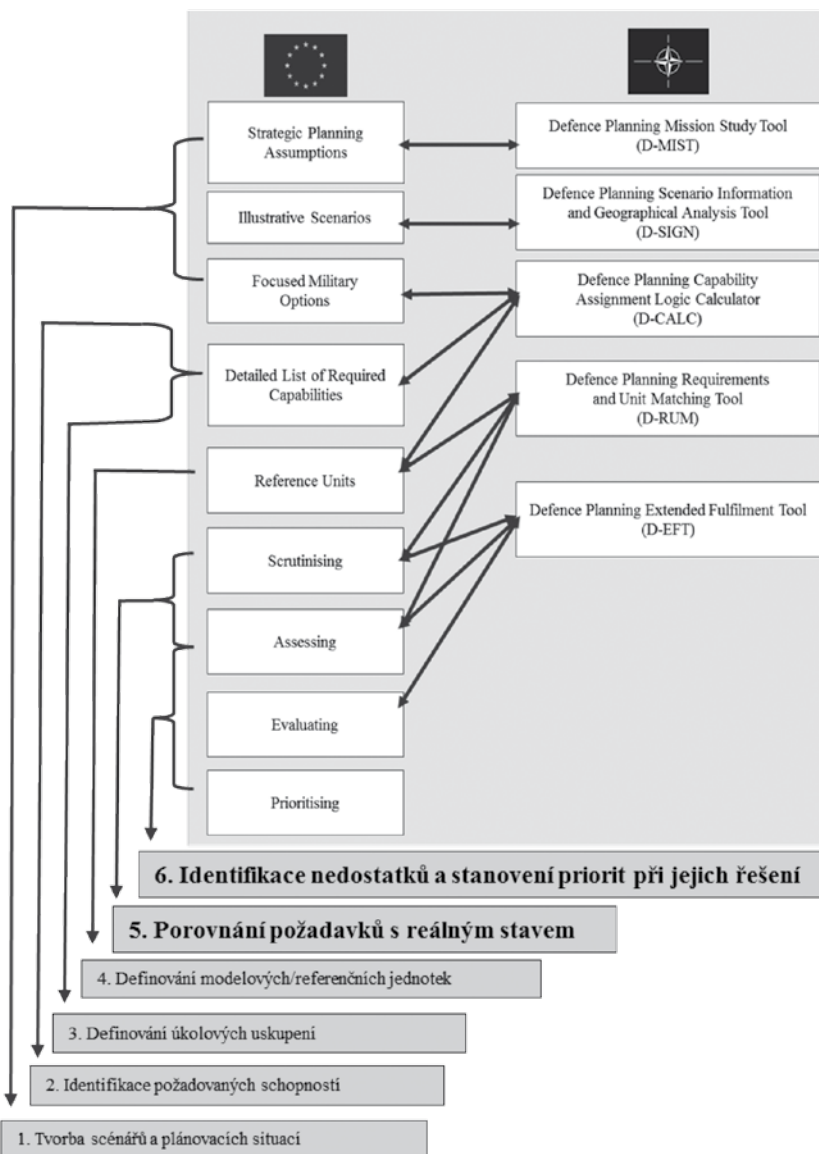 Strategic Planning
Assumptions
Defence Planning Mission Study Tool
(D-MIST)
Illustrative Scenarios
Defence Planning Scenario Information
and Geographical Analysis Tool
(D-SIGN)
Focused Military
Options
Defence Planning Capability
Assignment Logic Calculator
(D-CALC)
Detailed List of Required
Capabilities
Defence Planning Requirements
and Unit Matching Tool
(D-RUM)
Reference Units
Defence Planning Extended Fulfilment Tool
(D-EFT)
Scrutinising
Assessing
Evaluating
Prioritising
6. Identifikace nedostatků a stanovení priorit při jejich řešení
5. Porovnání požadavků s reálným stavem
4. Definování modelových/referenčních jednotek
3. Definování úkolových uskupení
2. Identifikace požadovaných schopností
1. Tvorba scénářů a plánovacích situací